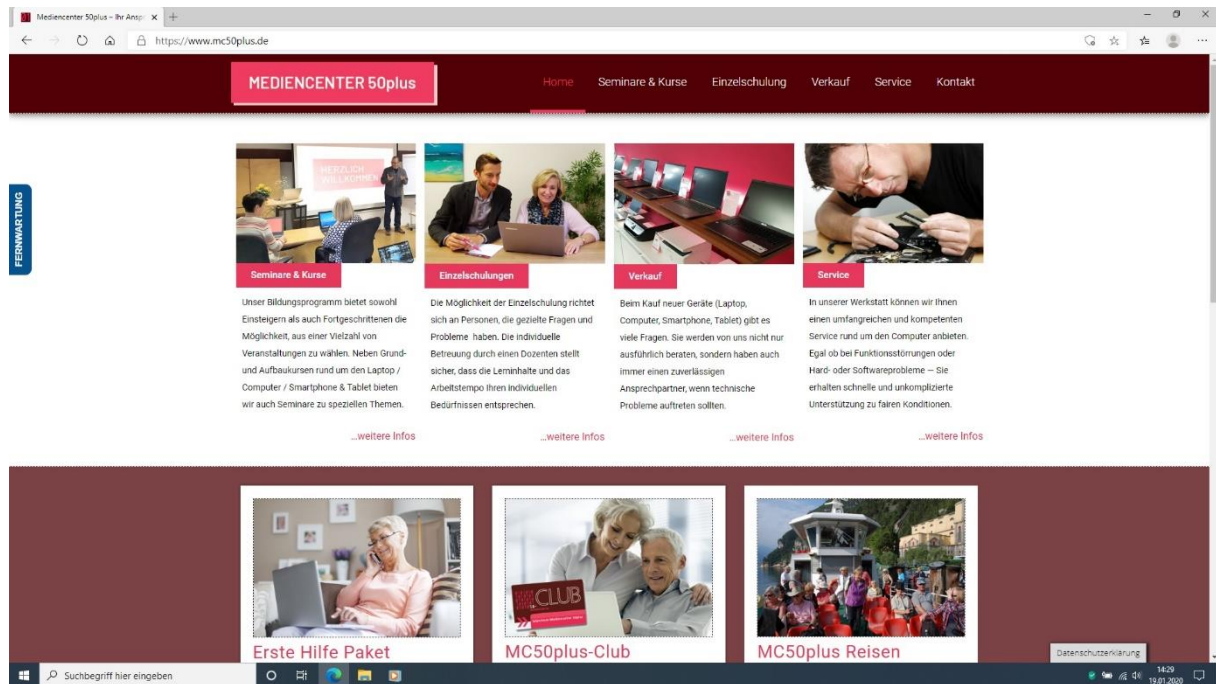 Mediencenter 50plus – Ihr Ansp
https://www.mc50plus.de
MEDIENCENTER 50plus
Home
Seminare & Kurse
Einzelschulung
Verkauf
Service
Kontakt
FERNWARTUNG
HERZLICH
WILLKOMMEN
Seminare & Kurse
Unser Bildungsprogramm bietet sowohl
Einsteigern als auch Fortgeschrittenen die
Möglichkeit, aus einer Vielzahl von
Veranstaltungen zu wählen. Neben Grund-
und Aufbaukursen rund um den Laptop /
Computer / Smartphone & Tablet bieten
wir auch Seminare zu speziellen Themen.
...weitere Infos
Einzelschulungen
Die Möglichkeit der Einzelschulung richtet
sich an Personen, die gezielte Fragen und
Probleme haben. Die individuelle
Betreuung durch einen Dozenten stellt
sicher, dass die Lerninhalte und das
Arbeitstempo Ihren individuellen
Bedürfnissen entsprechen.
...weitere Infos
Verkauf
Beim Kauf neuer Geräte (Laptop,
Computer, Smartphone, Tablet) gibt es
viele Fragen. Sie werden von uns nicht nur
ausführlich beraten, sondern haben auch
immer einen zuverlässigen
Ansprechpartner, wenn technische
Probleme auftreten sollten.
...weitere Infos
Service
In unserer Werkstatt können wir Ihnen
einen umfangreichen und kompetenten
Service rund um den Computer anbieten.
Egal ob bei Funktionsstörungen oder
Hard- oder Softwareprobleme — Sie
erhalten schnelle und unkomplizierte
Unterstützung zu fairen Konditionen.
...weitere Infos
CLUB
Erste Hilfe Paket
MC50plus-Club
MC50plus Reisen
Datenschutzerklärung
Suchbegriff hier eingeben
14:29
19.01.2020